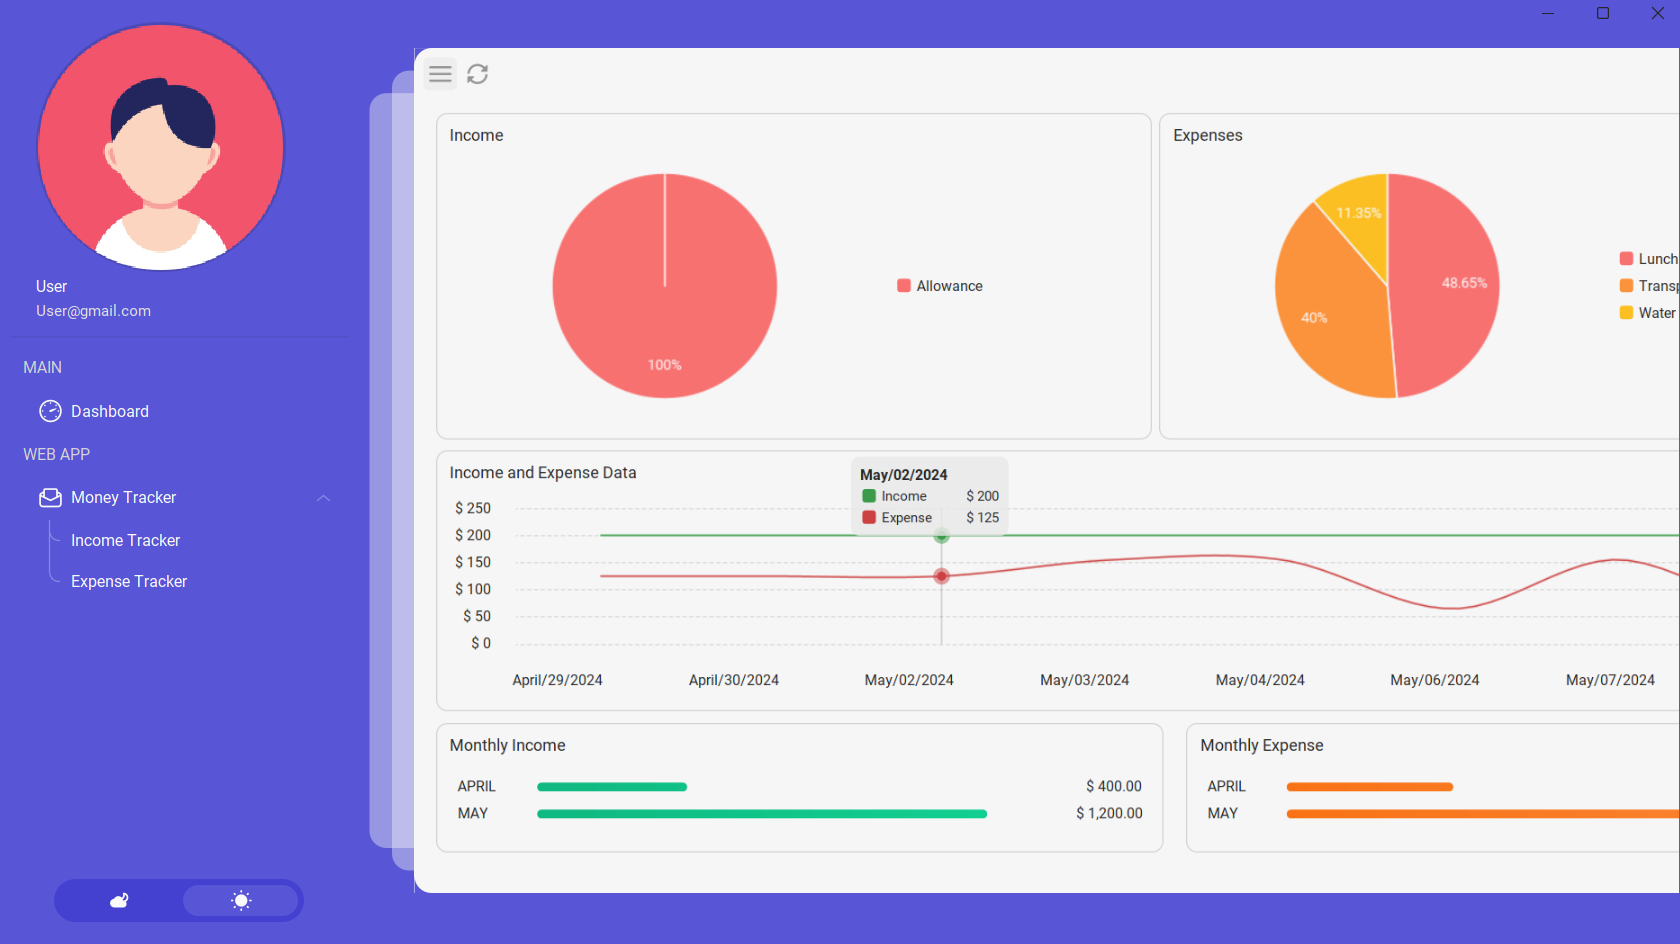 User
User@gmail.com
MAIN
Dashboard
WEB APP
Money Tracker
Income Tracker
Expense Tracker
Income
100%
Allowance
Expenses
11.35%
48.65%
40%
Lunch
Transp
Water
Income and Expense Data
May/02/2024
Income $ 200
Expense $ 125
$ 250
$ 200
$ 150
$ 100
$ 50
$ 0
April/29/2024 April/30/2024 May/02/2024 May/03/2024 May/04/2024 May/06/2024 May/07/2024
Monthly Income
APRIL $ 400.00
MAY $ 1,200.00
Monthly Expense
APRIL
MAY